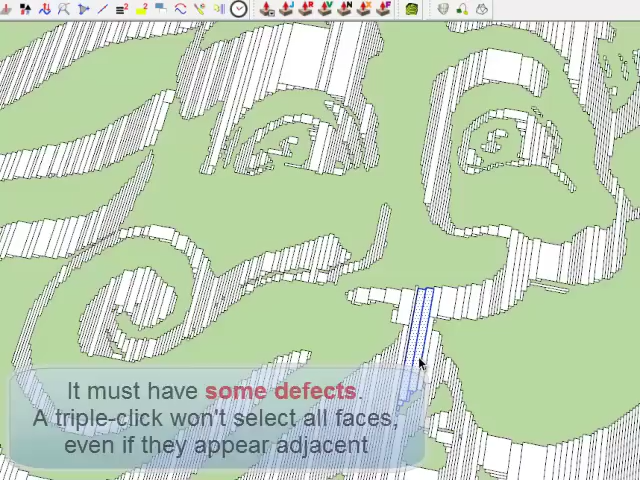 It must have some defects.
A triple-click won't select all faces,
even if they appear adjacent